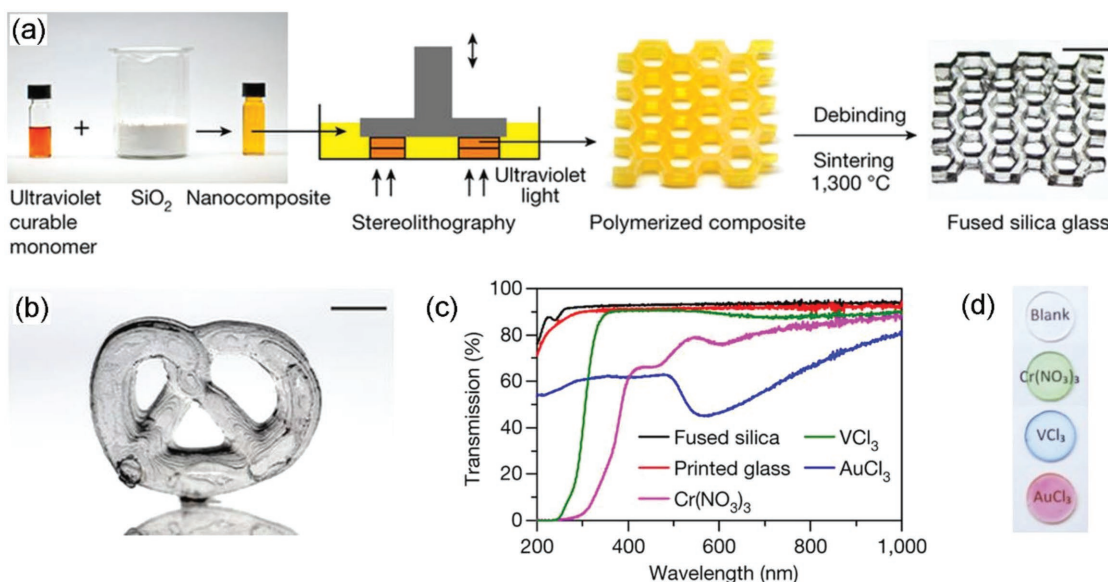 (a)
Ultraviolet
curable
monomer
+
SiO₂
Nanocomposite
Stereolithography
Ultraviolet
light
Polymerized composite
Debinding
Sintering
1,300 °C
Fused silica glass
(b)
(c)
Transmission (%)
100
80
60
40
20
0
200
400
600
800
1,000
Wavelength (nm)
Fused silica
Printed glass
Cr(NO₃)₃
VCl₃
AuCl₃
(d)
Blank
Cr(NO₃)₃
VCl₃
AuCl₃